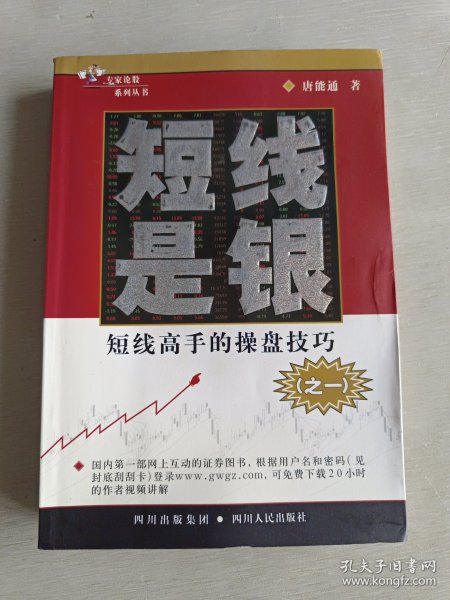 专家论股
系列丛书
唐能通 著
短线
是银
短线高手的操盘技巧
(之一)
国内第一部网上互动的证券图书，根据用户名和密码(见
封底刮刮卡)登录www.gwgz.com，可免费下载20小时
的作者视频讲解
四川出版集团 · 四川人民出版社
孔夫子旧书网
www.kongfz.com